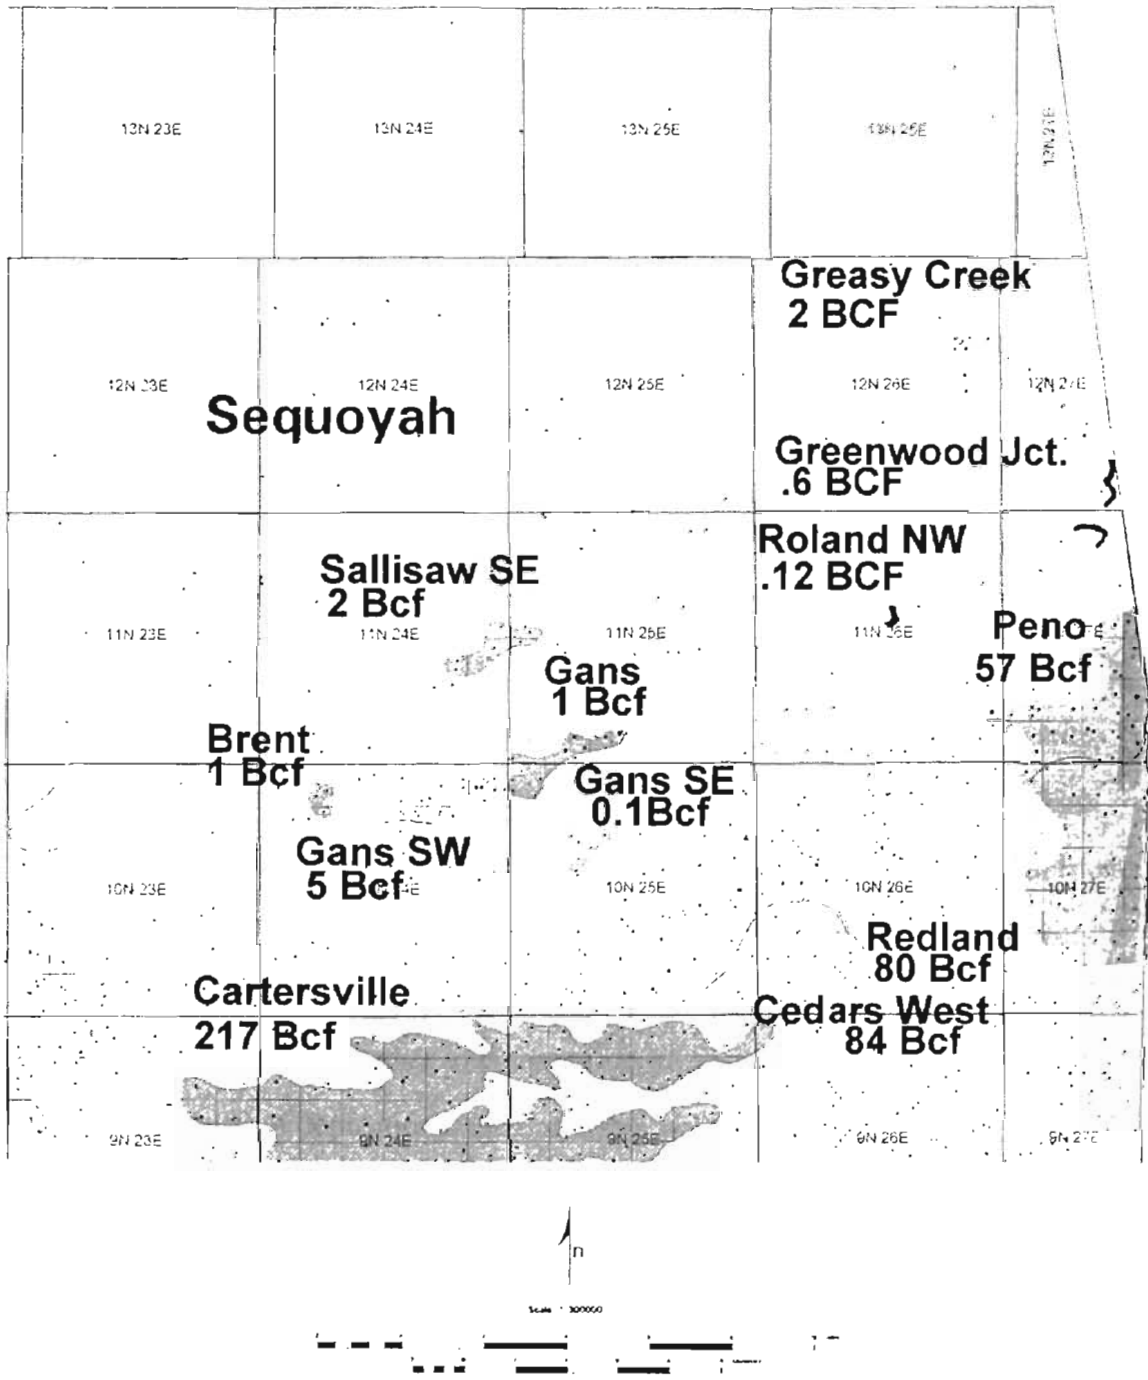 13N 23E
13N 24E
13N 25E
Greasy Creek
2 BCF
12N 23E
12N 24E
12N 25E
12N 26E
12N 27E
Sequoyah
Greenwood Jct.
.6 BCF
Roland NW
.12 BCF
Sallisaw SE
2 Bcf
11N 23E
11N 24E
11N 25E
11N 26E
Peno
57 Bcf
Gans
1 Bcf
Brent
1 Bcf
Gans SE
0.1Bcf
Gans SW
5 Bcf
10N 23E
10N 25E
10N 26E
10N 27E
Redland
80 Bcf
Cartersville
217 Bcf
Cedars West
84 Bcf
9N 23E
9N 24E
9N 25E
9N 26E
9N 27E
n
Scale